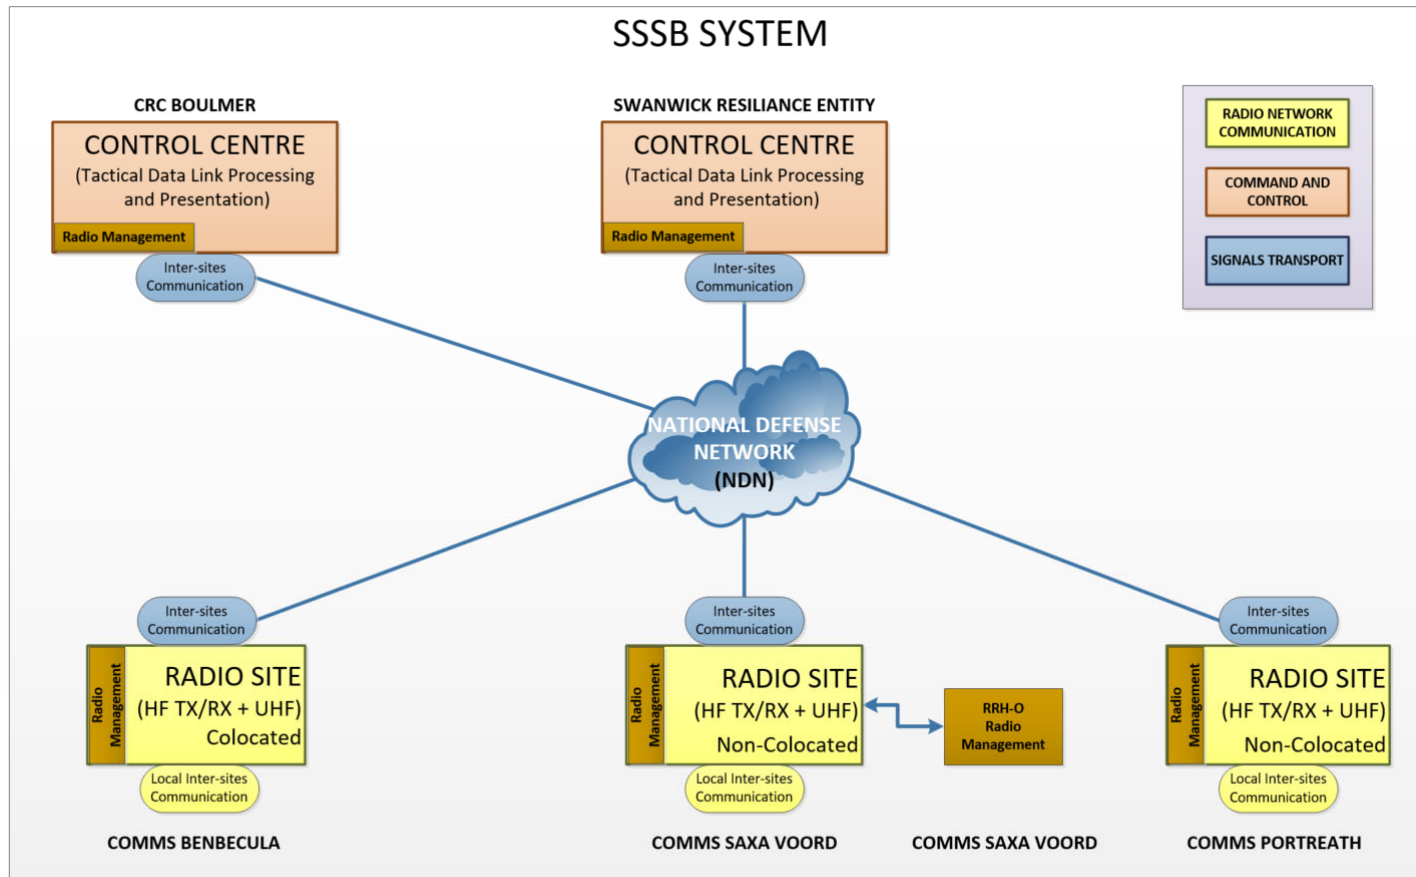 SSSB SYSTEM
CRC BOULMER
CONTROL CENTRE
(Tactical Data Link Processing
and Presentation)
Radio Management
Inter-sites
Communication
SWANWICK RESILIANCE ENTITY
CONTROL CENTRE
(Tactical Data Link Processing
and Presentation)
Radio Management
Inter-sites
Communication
RADIO NETWORK
COMMUNICATION
COMMAND AND
CONTROL
SIGNALS TRANSPORT
NATIONAL DEFENSE
NETWORK
(NDN)
Inter-sites
Communication
Radio
Management
RADIO SITE
(HF TX/RX + UHF)
Colocated
Local Inter-sites
Communication
COMMS BENBECULA
Inter-sites
Communication
Radio
Management
RADIO SITE
(HF TX/RX + UHF)
Non-Colocated
Local Inter-sites
Communication
COMMS SAXA VOORD
RRH-O
Radio
Management
COMMS SAXA VOORD
Inter-sites
Communication
Radio
Management
RADIO SITE
(HF TX/RX + UHF)
Non-Colocated
Local Inter-sites
Communication
COMMS PORTREATH